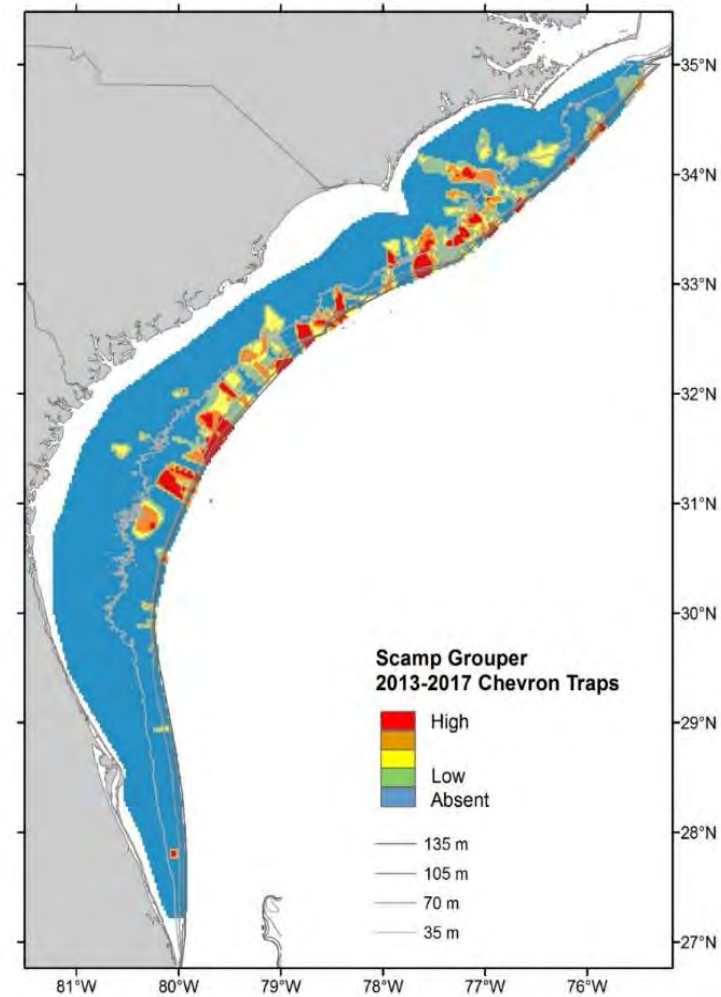 35°N
34°N
33°N
32°N
31°N
30°N
Scamp Grouper
2013-2017 Chevron Traps
High
29°N
Low
Absent
28°N
135 m
105 m
70 m
35 m
27°N
81°W 80°W 79°W 78°W 77°W 76°W